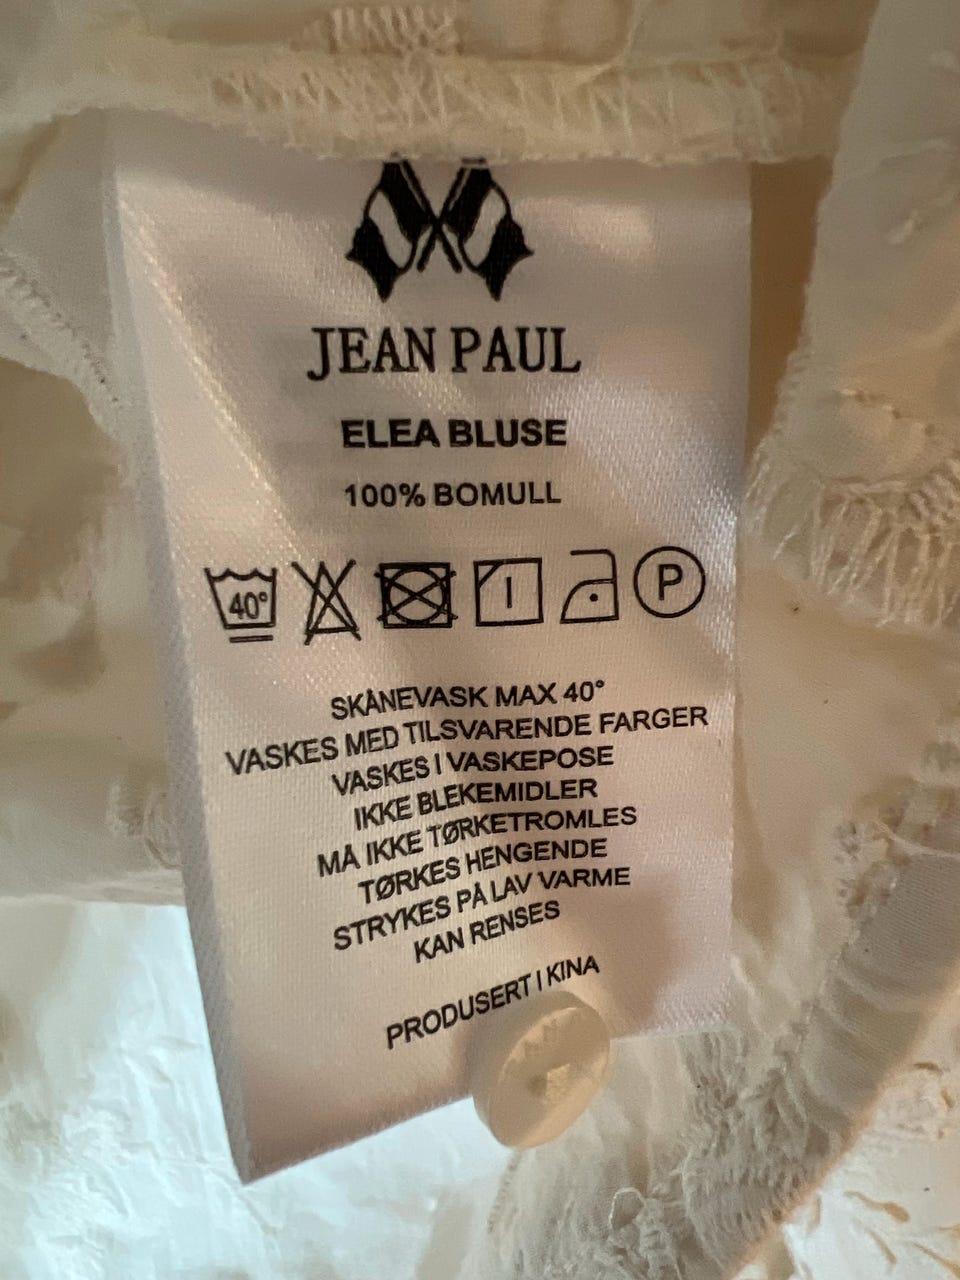 JEAN PAUL
ELEA BLUSE
100% BOMULL
40° P
SKÅNEVASK MAX 40°
VASKES MED TILSVARENDE FARGER
VASKES I VASKEPOSE
IKKE BLEKEMIDLER
MÅ IKKE TØRKETROMLES
TØRKES HENGENDE
STRYKES PÅ LAV VARME
KAN RENSES
PRODUSERT I KINA